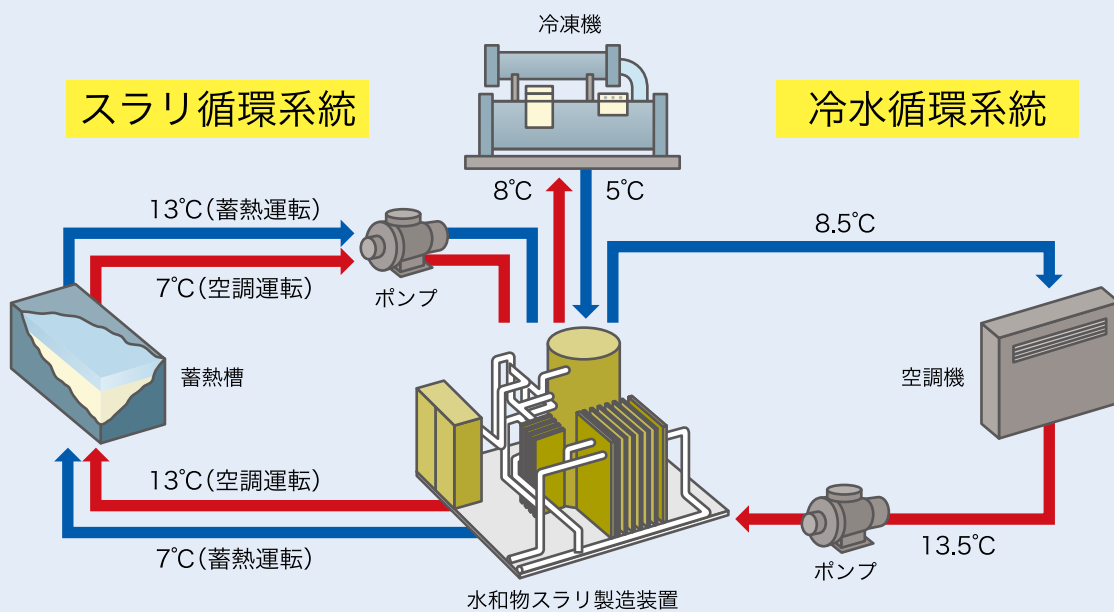 冷凍機
スラリ循環系統
冷水循環系統
8℃
5℃
13℃(蓄熱運転)
8.5℃
7℃(空調運転)
ポンプ
蓄熱槽
空調機
13℃(空調運転)
7℃(蓄熱運転)
13.5℃
ポンプ
水和物スラリ製造装置